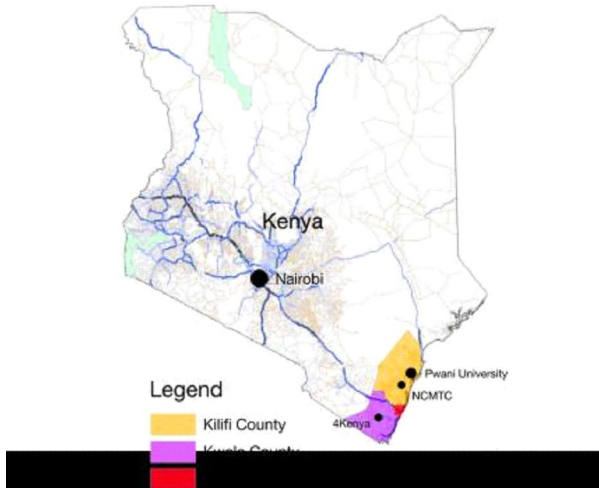 Kenya
Nairobi
Pwani University
NCMTC
4Kenya
Legend
Kilifi County